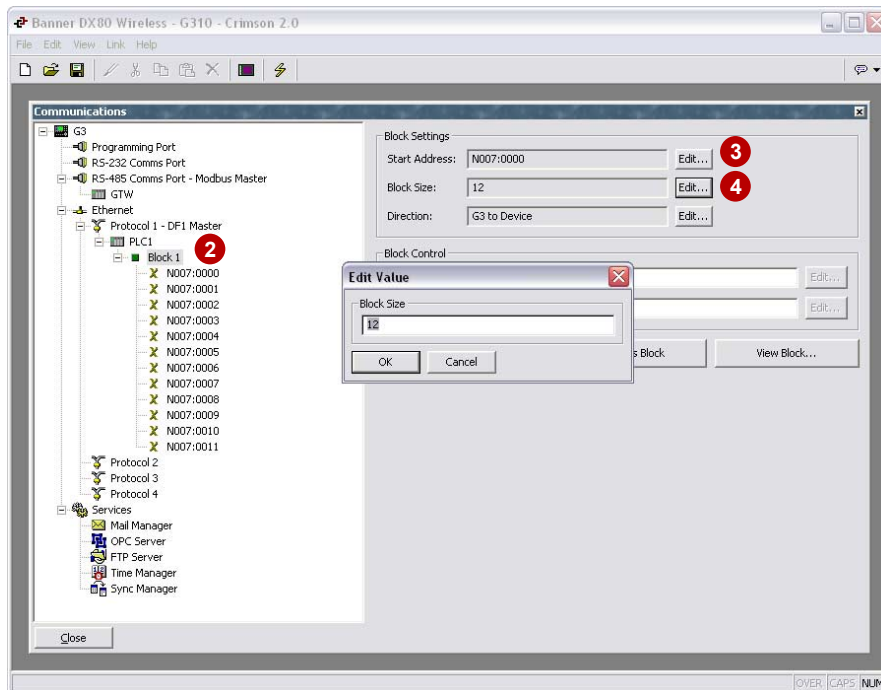 Banner DX80 Wireless - G310 - Crimson 2.0
File Edit View Link Help
Communications
G3
Programming Port
RS-232 Comms Port
RS-485 Comms Port - Modbus Master
GTW
Ethernet
Protocol 1 - DF1 Master
PLC1
Block 1 2
N007:0000
N007:0001
N007:0002
N007:0003
N007:0004
N007:0005
N007:0006
N007:0007
N007:0008
N007:0009
N007:0010
N007:0011
Protocol 2
Protocol 3
Protocol 4
Services
Mail Manager
OPC Server
FTP Server
Time Manager
Sync Manager
Close
Block Settings
Start Address: N007:0000 Edit... 3
Block Size: 12 Edit... 4
Direction: G3 to Device Edit...
Block Control
Edit...
Edit...
Block View Block...
Edit Value
Block Size
12
OK Cancel
OVER CAPS NUM